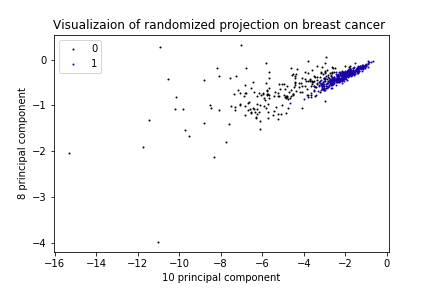 Visualizaion of randomized projection on breast cancer
0
1
0
−1
−2
−3
−4
8 principal component
−16 −14 −12 −10 −8 −6 −4 −2 0
10 principal component